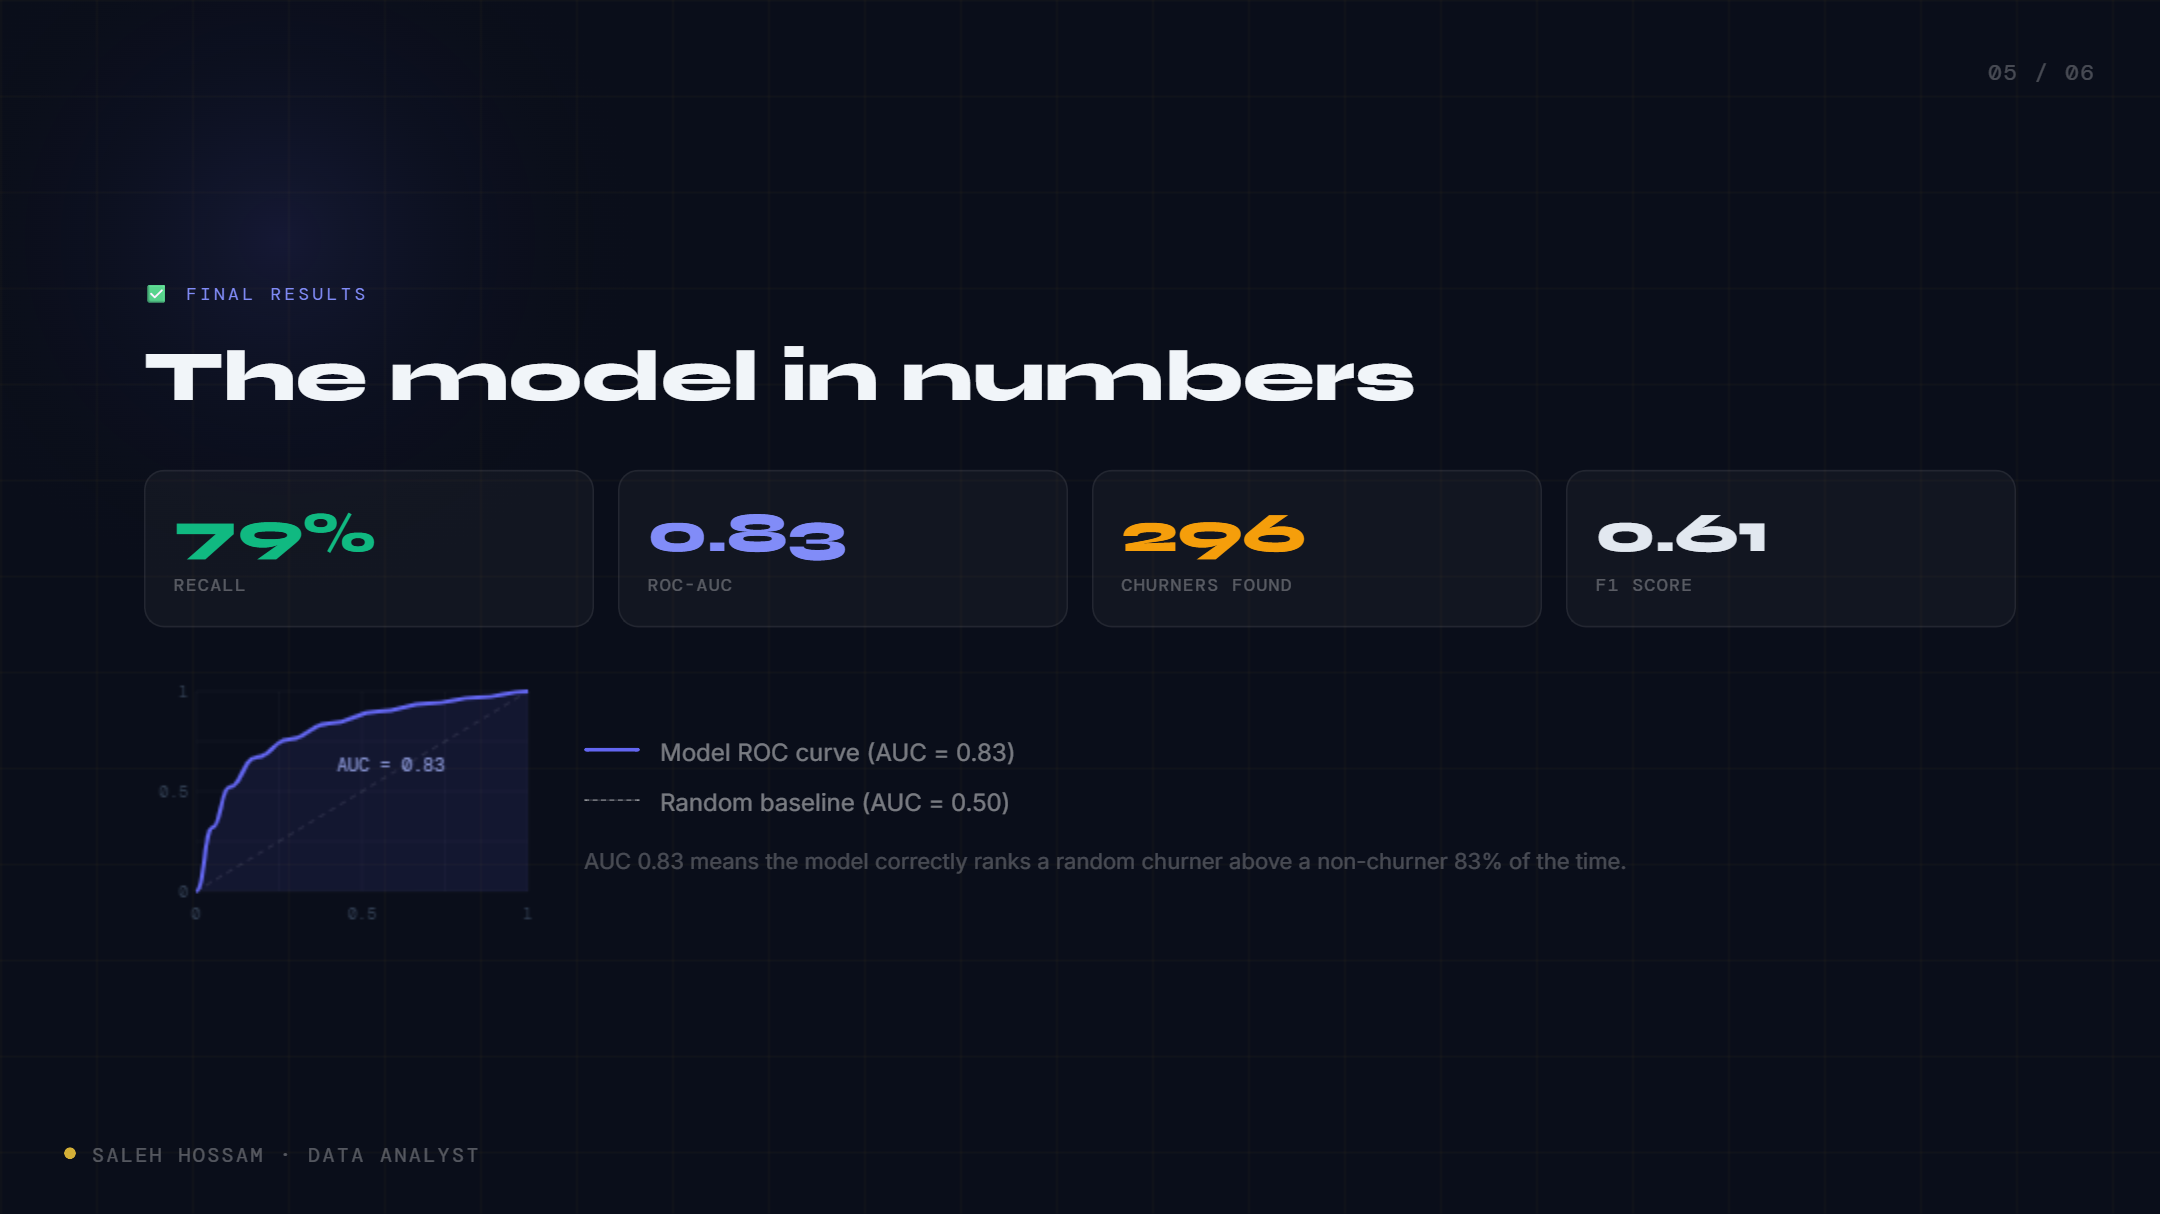 05 / 06
✅ FINAL RESULTS
The model in numbers
79%
RECALL
0.83
ROC-AUC
296
CHURNERS FOUND
0.61
F1 SCORE
1
0.5
0
0 0.5 1
AUC = 0.83
Model ROC curve (AUC = 0.83)
Random baseline (AUC = 0.50)
AUC 0.83 means the model correctly ranks a random churner above a non-churner 83% of the time.
SALEH HOSSAM · DATA ANALYST